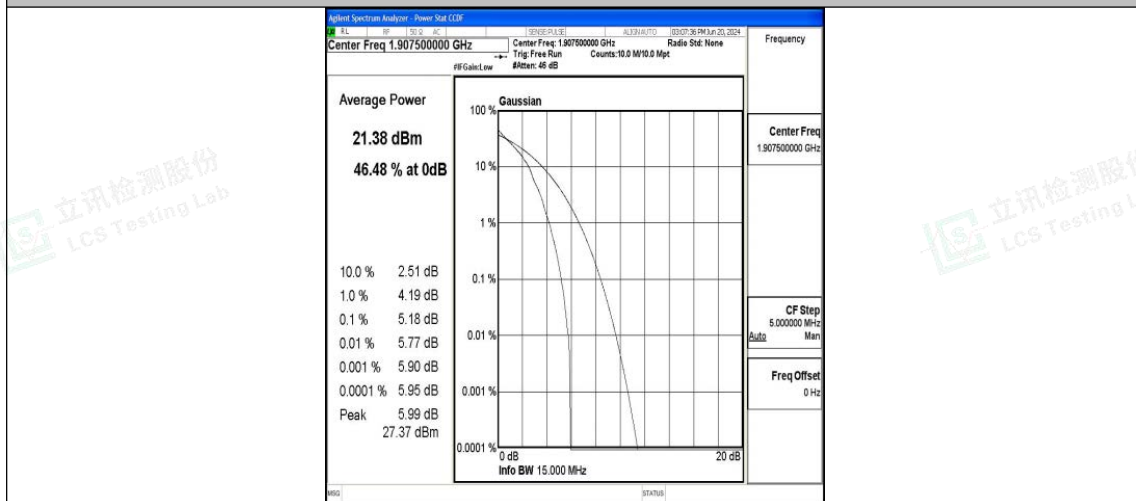 Agilent Spectrum Analyzer - Power Stat CCDF
RL RF 50 Ω AC SENSE:PULSE ALIGN AUTO 03:07:36 PM Jun 20, 2024
Center Freq 1.907500000 GHz
Center Freq: 1.907500000 GHz Radio Std: None
Trig: Free Run Counts:10.0 M/10.0 Mpt
#IFGain:Low #Atten: 46 dB
Frequency
Average Power
21.38 dBm
46.48 % at 0dB
10.0 % 2.51 dB
1.0 % 4.19 dB
0.1 % 5.18 dB
0.01 % 5.77 dB
0.001 % 5.90 dB
0.0001 % 5.95 dB
Peak 5.99 dB
27.37 dBm
Gaussian
100 %
10 %
1 %
0.1 %
0.01 %
0.001 %
0.0001 %
0 dB 20 dB
Info BW 15.000 MHz
Center Freq
1.907500000 GHz
CF Step
5.000000 MHz
Auto Man
Freq Offset
0 Hz
MSG STATUS
立讯检测股份
LCS Testing Lab
立讯检测股份
LCS Testing L